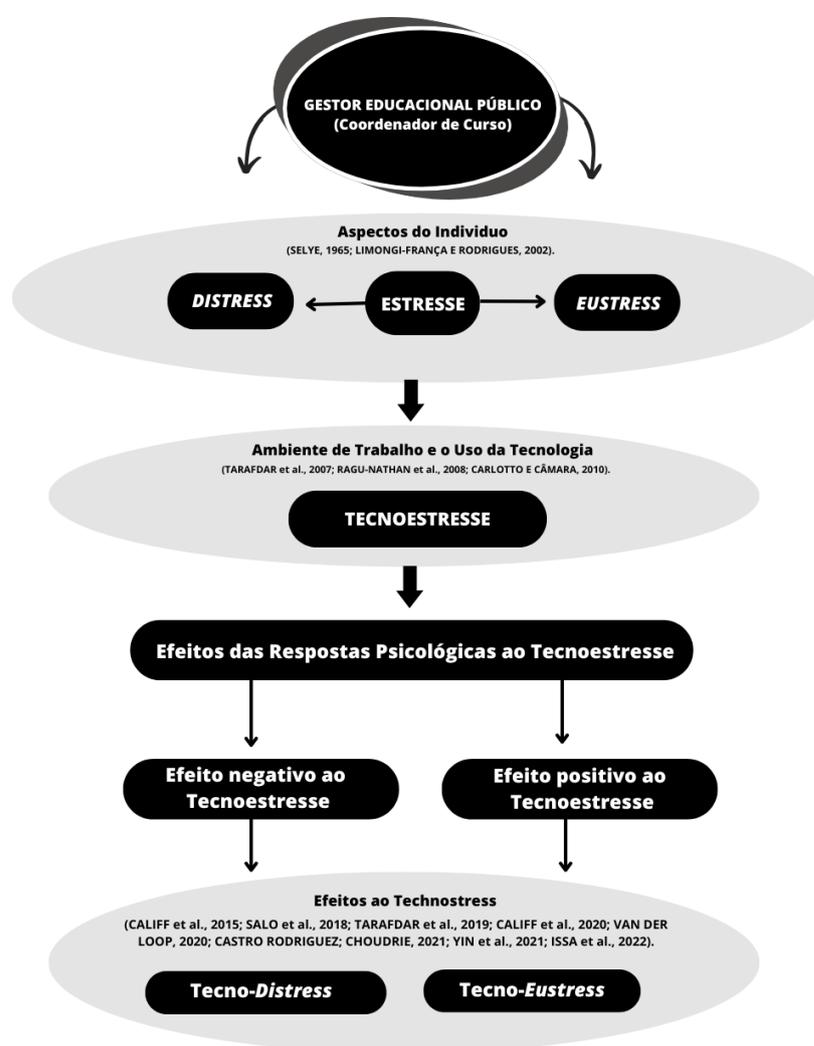 GESTOR EDUCACIONAL PÚBLICO
(Coordenador de Curso)
Aspectos do Individuo
(SELYE, 1965; LIMONGI-FRANÇA E RODRIGUES, 2002).
DISTRESS
ESTRESSE
EUSTRESS
Ambiente de Trabalho e o Uso da Tecnologia
(TARAFDAR et al., 2007; RAGU-NATHAN et al., 2008; CARLOTTO E CÂMARA, 2010).
TECNOESTRESSE
Efeitos das Respostas Psicológicas ao Tecnoestresse
Efeito negativo ao
Tecnoestresse
Efeito positivo ao
Tecnoestresse
Efeitos ao Technostress
(CALIFF et al., 2015; SALO et al., 2018; TARAFDAR et al., 2019; CALIFF et al., 2020; VAN DER
LOOP, 2020; CASTRO RODRIGUEZ; CHOUDRIE, 2021; YIN et al., 2021; ISSA et al., 2022).
Tecno-Distress
Tecno-Eustress